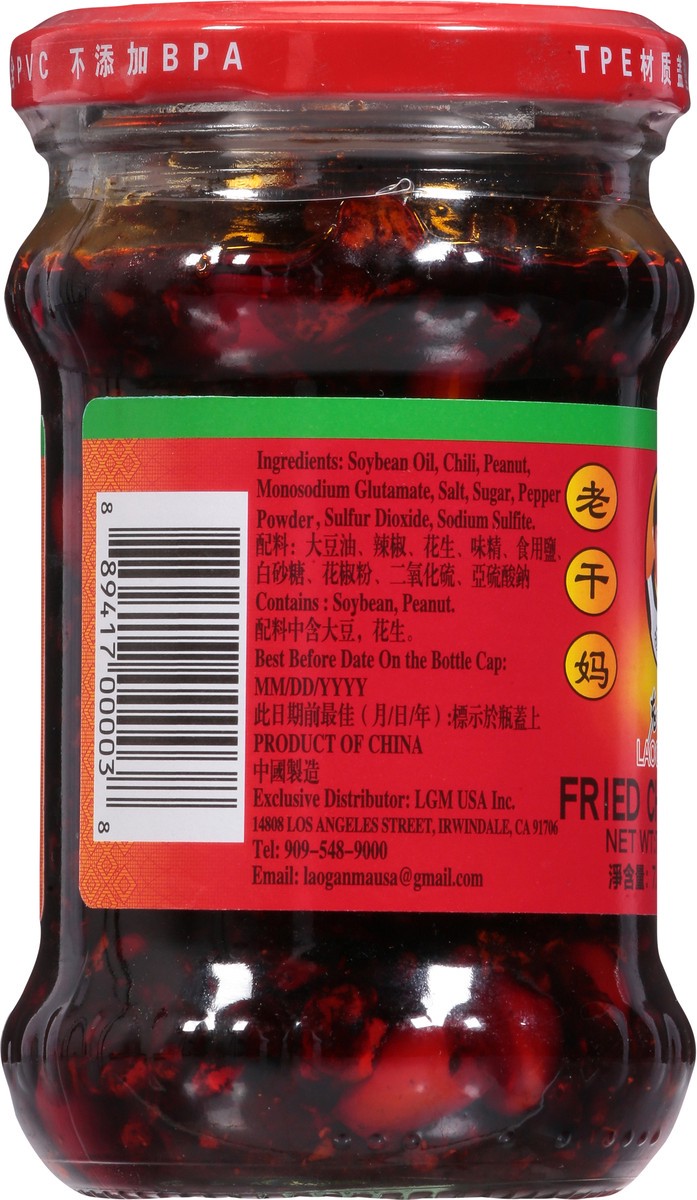 PVC 不添加BPA
TPE材质盖
Ingredients: Soybean Oil, Chili, Peanut,
Monosodium Glutamate, Salt, Sugar, Pepper
Powder, Sulfur Dioxide, Sodium Sulfite.
配料：大豆油、辣椒、花生、味精、食用鹽、
白砂糖、花椒粉、二氧化硫、亞硫酸鈉
Contains : Soybean, Peanut.
配料中含大豆，花生。
Best Before Date On the Bottle Cap:
MM/DD/YYYY
此日期前最佳（月/日/年）:標示於瓶蓋上
PRODUCT OF CHINA
中國製造
Exclusive Distributor: LGM USA Inc.
14808 LOS ANGELES STREET, IRWINDALE, CA 91706
Tel: 909-548-9000
Email: laoganmausa@gmail.com
8 89417 00003 8
老
干
妈
LAO
FRIED C
NET WT
淨含量: 7